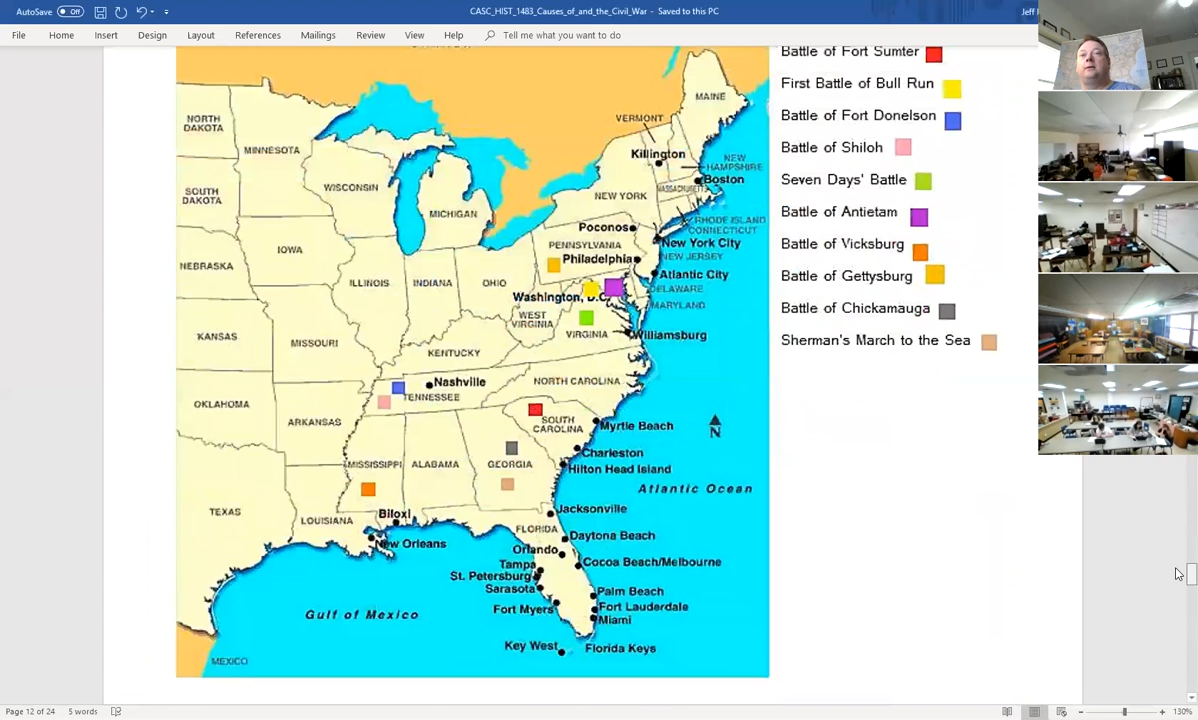 AutoSave Off
CASC_HIST_1483_Causes_of_and_the_Civil_War - Saved to this PC
Jeff
File Home Insert Design Layout References Mailings Review View Help Tell me what you want to do
Battle of Fort Sumter
First Battle of Bull Run
Battle of Fort Donelson
Battle of Shiloh
Seven Days' Battle
Battle of Antietam
Battle of Vicksburg
Battle of Gettysburg
Battle of Chickamauga
Sherman's March to the Sea
MAINE
VERMONT
NORTH DAKOTA
MINNESOTA
Killington
NEW HAMPSHIRE
Boston
SOUTH DAKOTA
WISCONSIN
MASSACHUSETTS
NEW YORK
MICHIGAN
RHODE ISLAND
CONNECTICUT
Poconos
New York City
IOWA
PENNSYLVANIA
NEW JERSEY
Philadelphia
NEBRASKA
Atlantic City
ILLINOIS
INDIANA
OHIO
DELAWARE
Washington, D.C
MARYLAND
WEST VIRGINIA
KANSAS
MISSOURI
VIRGINIA
Williamsburg
KENTUCKY
Nashville
NORTH CAROLINA
TENNESSEE
OKLAHOMA
ARKANSAS
SOUTH CAROLINA
Myrtle Beach
N
Charleston
MISSISSIPPI
ALABAMA
GEORGIA
Hilton Head Island
Atlantic Ocean
TEXAS
LOUISIANA
Biloxi
Jacksonville
New Orleans
FLORIDA
Daytona Beach
Orlando
Cocoa Beach/Melbourne
Tampa
St. Petersburg
Sarasota
Palm Beach
Fort Myers
Fort Lauderdale
Miami
Gulf of Mexico
Key West
Florida Keys
MEXICO
Page 12 of 24 5 words
130%